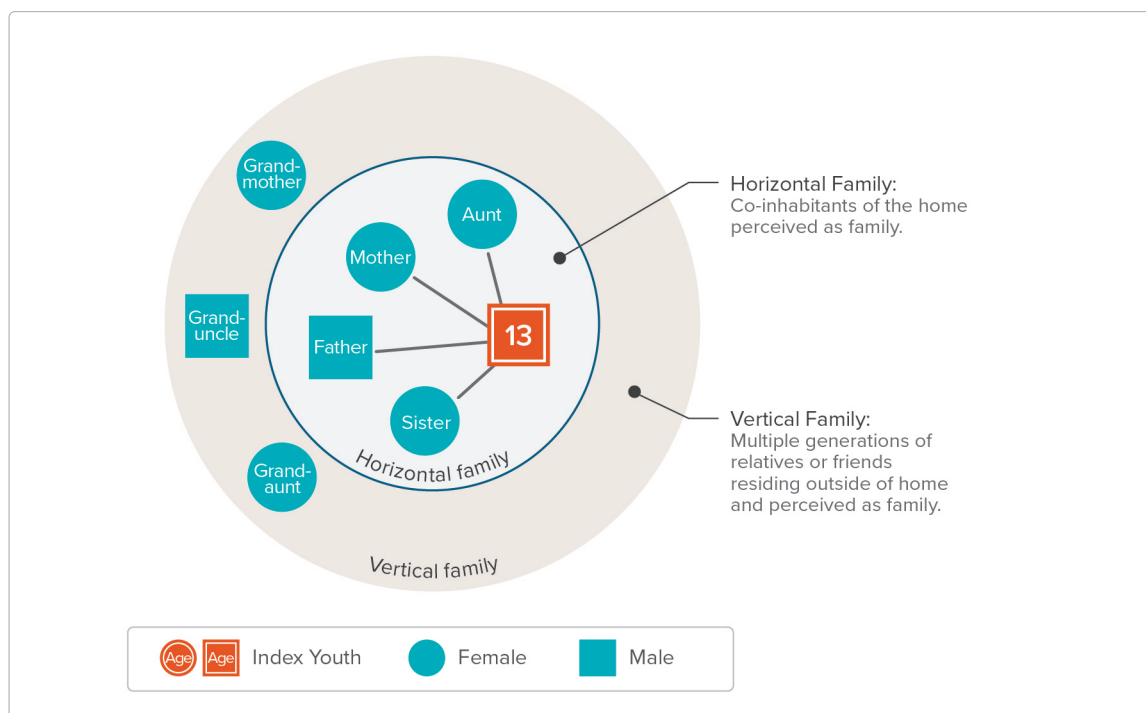 Grand-
mother
Aunt
Mother
Grand-
uncle
Father
13
Sister
Grand-
aunt
Horizontal family
Vertical family
Horizontal Family:
Co-inhabitants of the home
perceived as family.
Vertical Family:
Multiple generations of
relatives or friends
residing outside of home
and perceived as family.
Age Age Index Youth Female Male